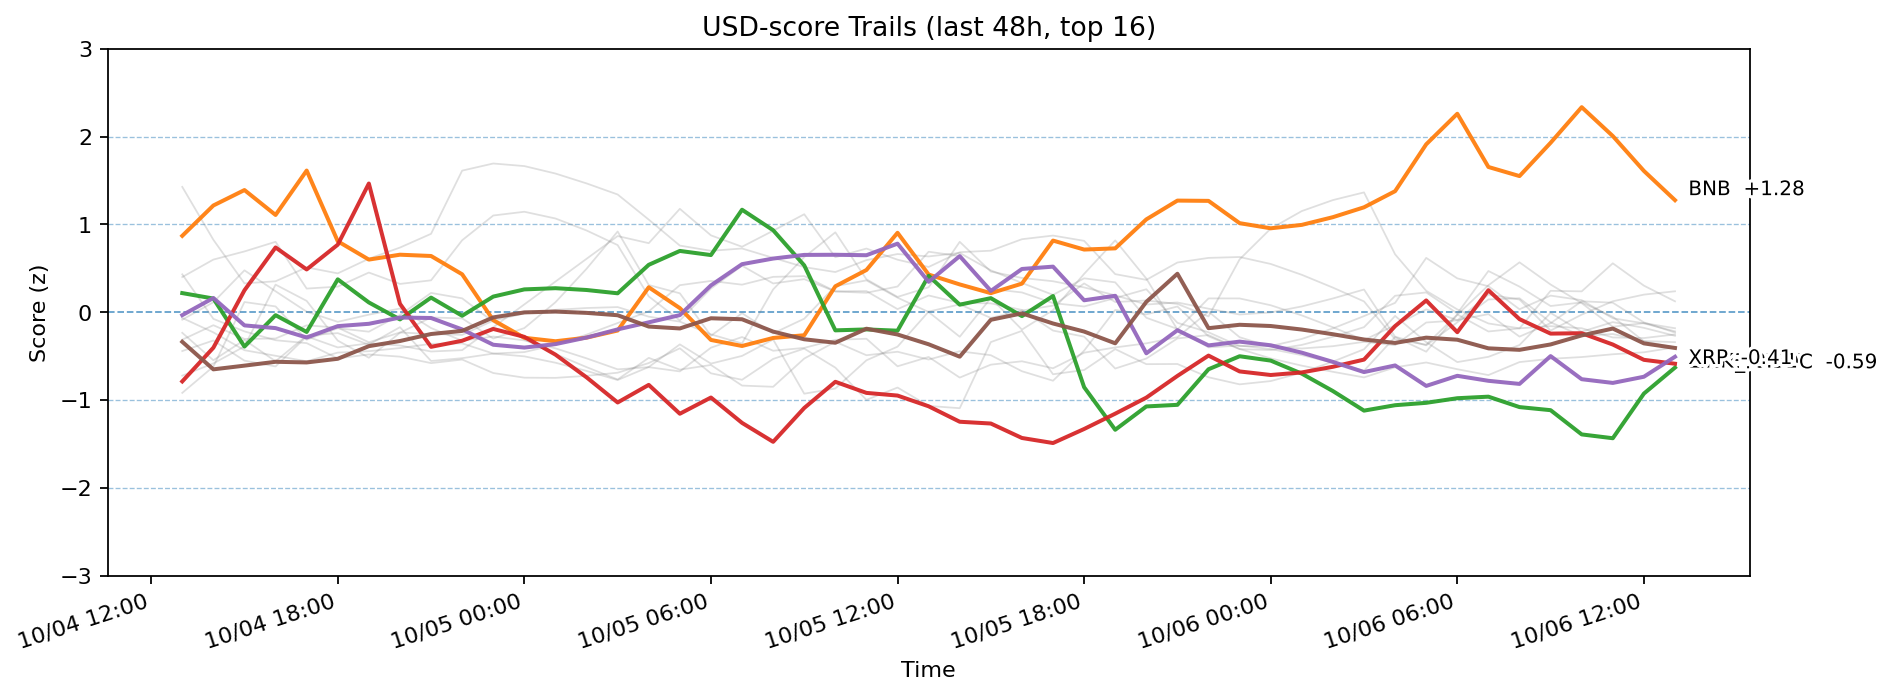 USD-score Trails (last 48h, top 16)
Score (z)
3
2
1
0
−1
−2
−3
BNB +1.28
XRP -0.41
C -0.59
10/04 12:00
10/04 18:00
10/05 00:00
10/05 06:00
10/05 12:00
10/05 18:00
10/06 00:00
10/06 06:00
10/06 12:00
Time